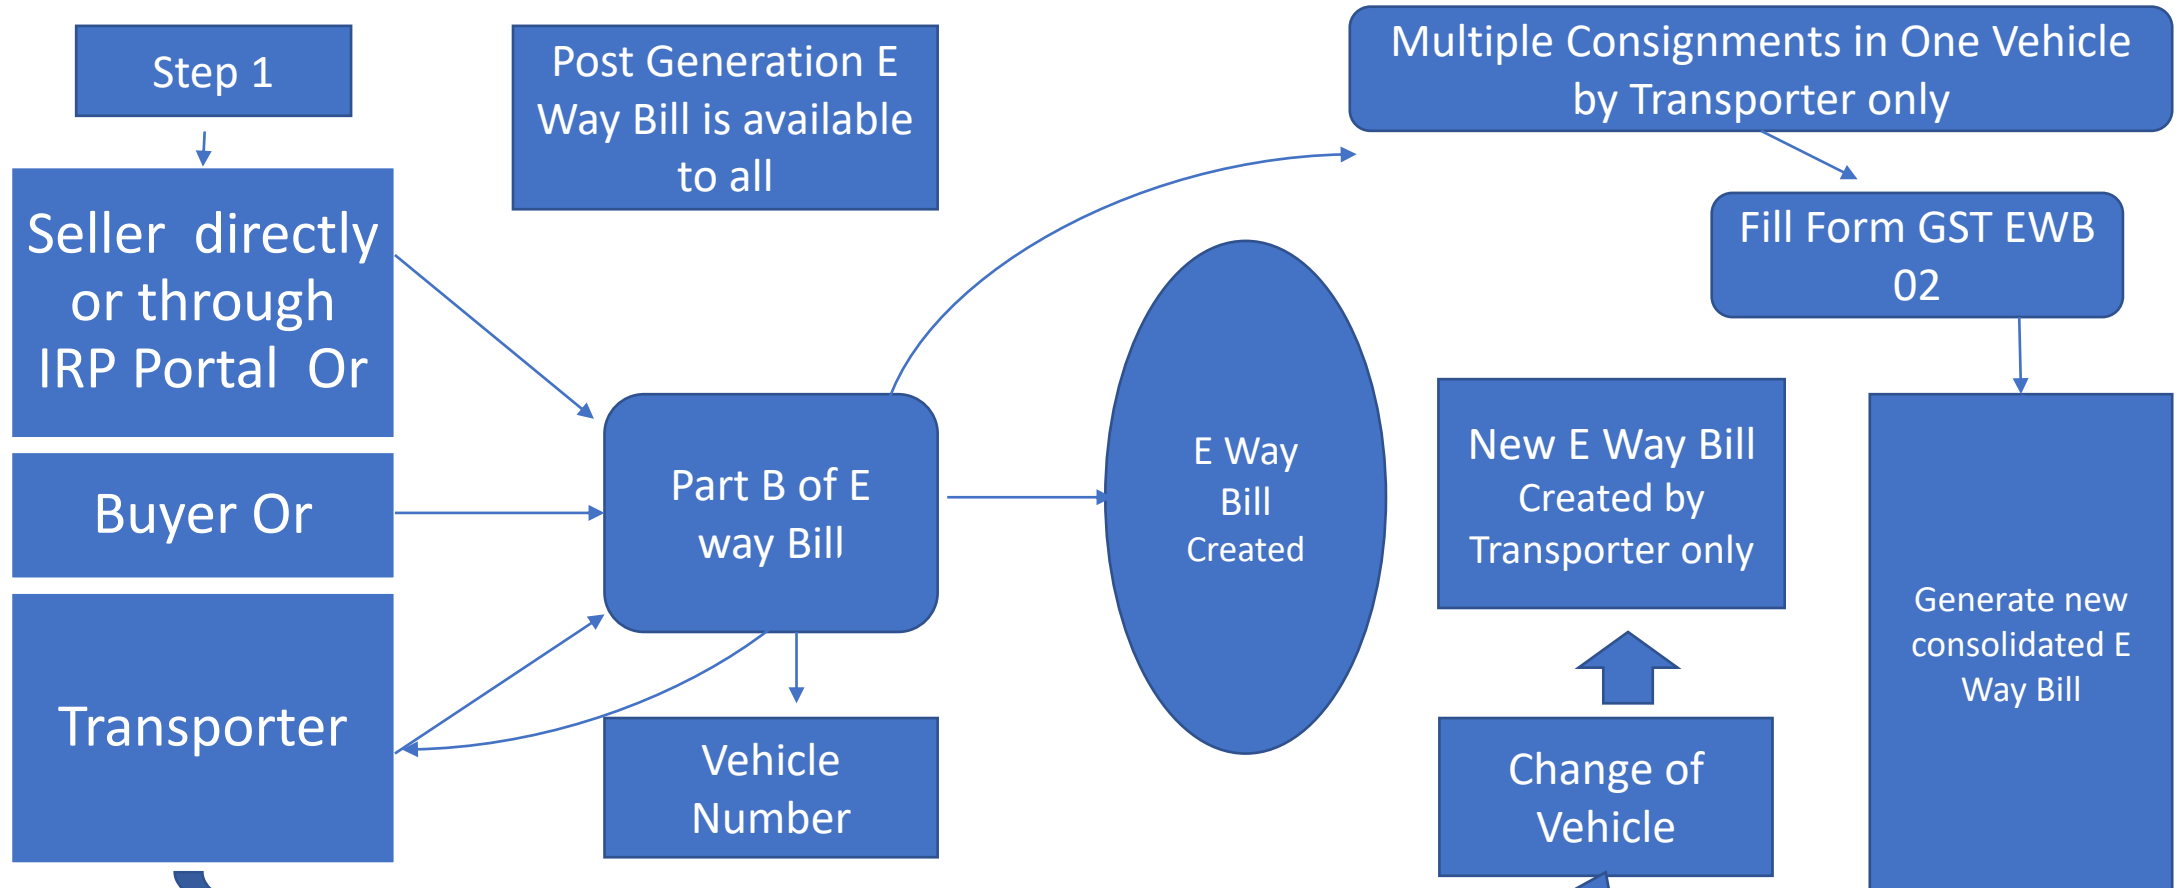 Step 1
Post Generation E
Way Bill is available
to all
Multiple Consignments in One Vehicle
by Transporter only
Seller directly
or through
IRP Portal Or
Fill Form GST EWB
02
Buyer Or
Part B of E
way Bill
E Way
Bill
Created
New E Way Bill
Created by
Transporter only
Generate new
consolidated E
Way Bill
Transporter
Vehicle
Number
Change of
Vehicle